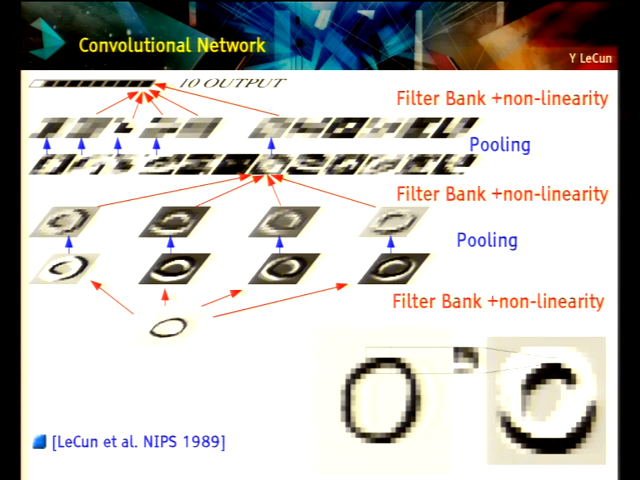 Convolutional Network
Y LeCun
10 OUTPUT
Filter Bank +non-linearity
Pooling
Filter Bank +non-linearity
Pooling
Filter Bank +non-linearity
[LeCun et al. NIPS 1989]